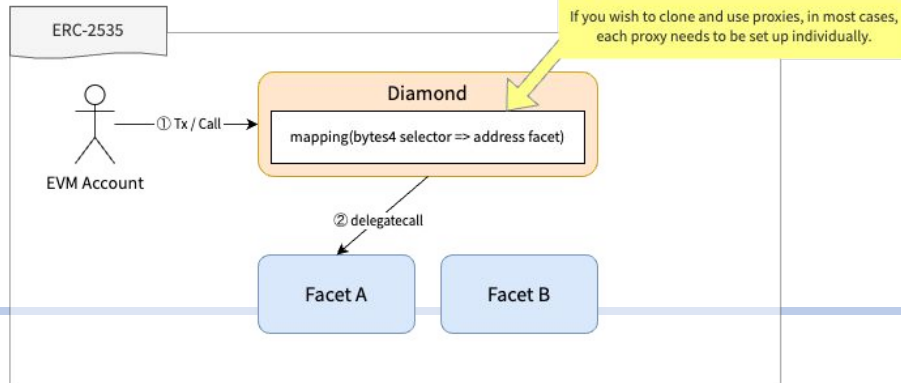 ERC-2535
If you wish to clone and use proxies, in most cases,
each proxy needs to be set up individually.
Diamond
① Tx / Call
mapping(bytes4 selector => address facet)
EVM Account
② delegatecall
Facet A
Facet B